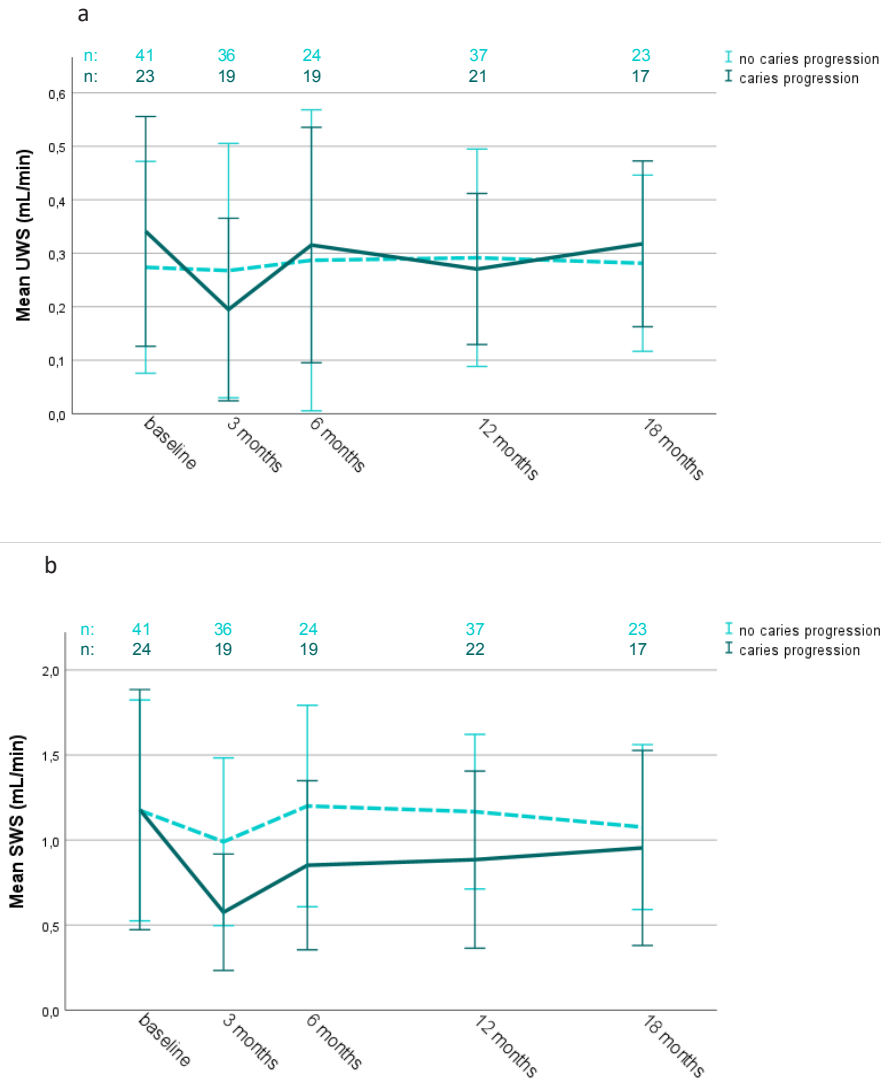 a
n: 41 36 24 37 23
n: 23 19 19 21 17
no caries progression
caries progression
Mean UWS (mL/min)
0,6
0,5
0,4
0,3
0,2
0,1
0,0
baseline
3 months
6 months
12 months
18 months
b
n: 41 36 24 37 23
n: 24 19 19 22 17
no caries progression
caries progression
Mean SWS (mL/min)
2,0
1,5
1,0
0,5
0,0
baseline
3 months
6 months
12 months
18 months